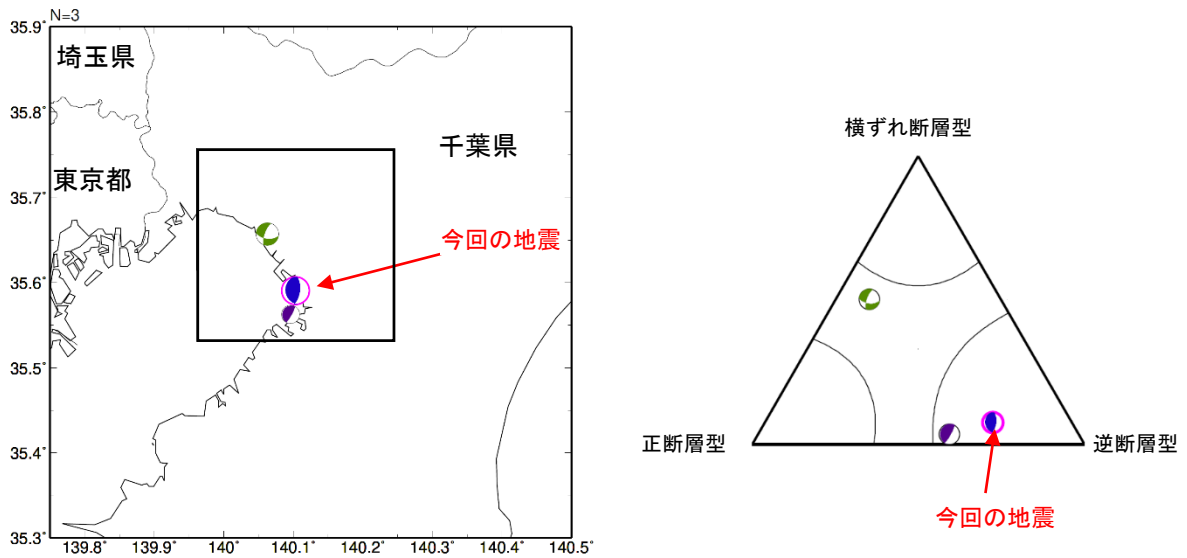 N=3
35.9°
埼玉県
35.8°
千葉県
横ずれ断層型
東京都
35.7°
今回の地震
35.6°
35.5°
35.4°
正断層型
逆断層型
今回の地震
35.3°
139.8°
139.9°
140°
140.1°
140.2°
140.3°
140.4°
140.5°